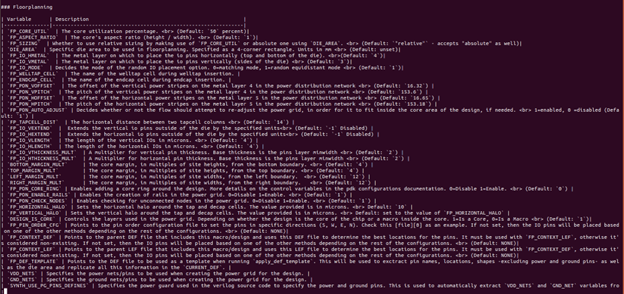 ### Floorplanning
| Variable | Description |
|---------------|---------------------------------------------------------------|
| `FP_CORE_UTIL` | The core utilization percentage. <br> (Default: `50` percent)|
| `FP_ASPECT_RATIO` | The core's aspect ratio (height / width). <br> (Default: `1`)|
| `FP_SIZING` | Whether to use relative sizing by making use of `FP_CORE_UTIL` or absolute one using `DIE_AREA`. <br> (Default: `"relative"` - accepts "absolute" as well)|
| `DIE_AREA` | Specific die area to be used in floorplanning. Specified as a 4-corner rectangle. Units in mm <br> (Default: unset)|
| `FP_IO_HMETAL` | The metal layer on which to place the io pins horizontally (top and bottom of the die). <br>(Default: `4`)|
| `FP_IO_VMETAL` | The metal layer on which to place the io pins vertically (sides of the die) <br> (Default: `3`)|
| `FP_IO_MODE` | Decides the mode of the random IO placement option. 0=matching mode, 1=random equidistant mode <br> (Default: `1`)|
| `FP_WELLTAP_CELL` | The name of the welltap cell during welltap insertion. |
| `FP_ENDCAP_CELL` | The name of the endcap cell during endcap insertion. |
| `FP_PDN_VOFFSET` | The offset of the vertical power stripes on the metal layer 4 in the power distribution network <br> (Default: `16.32`) |
| `FP_PDN_VPITCH` | The pitch of the vertical power stripes on the metal layer 4 in the power distribution network <br> (Default: `153.6`) |
| `FP_PDN_HOFFSET` | The offset of the horizontal power stripes on the metal layer 5 in the power distribution network <br> (Default: `16.65`) |
| `FP_PDN_HPITCH` | The pitch of the horizontal power stripes on the metal layer 5 in the power distribution network <br> (Default: `153.18`) |
| `FP_PDN_AUTO_ADJUST` | Decides whether or not the flow should attempt to re-adjust the power grid, in order for it to fit inside the core area of the design, if needed. <br> 1=enabled, 0 =disabled (Default: `1`) |
| `FP_TAPCELL_DIST` | The horizontal distance between two tapcell columns <br> (Default: `14`) |
| `FP_IO_VEXTEND` | Extends the vertical io pins outside of the die by the specified units<br> (Default: `-1` Disabled) |
| `FP_IO_HEXTEND` | Extends the horizontal io pins outside of the die by the specified units<br> (Default: `-1` Disabled) |
| `FP_IO_VLENGTH` | The length of the vertical IOs in microns. <br> (Default: `4`) |
| `FP_IO_HLENGTH` | The length of the horizontal IOs in microns. <br> (Default: `4`) |
| `FP_IO_VTHICKNESS_MULT` | A multiplier for vertical pin thickness. Base thickness is the pins layer minwidth <br> (Default: `2`) |
| `FP_IO_HTHICKNESS_MULT` | A multiplier for horizontal pin thickness. Base thickness is the pins layer minwidth <br> (Default: `2`) |
| `BOTTOM_MARGIN_MULT` | The core margin, in multiples of site heights, from the bottom boundary. <br> (Default: `4`) |
| `TOP_MARGIN_MULT` | The core margin, in multiples of site heights, from the top boundary. <br> (Default: `4`) |
| `LEFT_MARGIN_MULT` | The core margin, in multiples of site widths, from the left boundary. <br> (Default: `12`) |
| `RIGHT_MARGIN_MULT` | The core margin, in multiples of site widths, from the right boundary. <br> (Default: `12`) |
| `FP_PDN_CORE_RING` | Enables adding a core ring around the design. More details on the control variables in the pdk configurations documentation. 0=Disable 1=Enable. <br> (Default: `0`) |
| `FP_PDN_ENABLE_RAILS` | Enables the creation of rails in the power grid. 0=Disable 1=Enable. <br> (Default: `1`) |
| `FP_PDN_CHECK_NODES` | Enables checking for unconnected nodes in the power grid. 0=Disable 1=Enable. <br> (Default: `1`) |
| `FP_HORIZONTAL_HALO` | Sets the horizontal halo around the tap and decap cells. The value provided is in microns. <br> Default: `10` |
| `FP_VERTICAL_HALO` | Sets the vertical halo around the tap and decap cells. The value provided is in microns. <br> Default: set to the value of `FP_HORIZONTAL_HALO` |
| `DESIGN_IS_CORE` | Controls the layers used in the power grid. Depending on whether the design is the core of the chip or a macro inside the core. 1=Is a Core, 0=Is a Macro <br> (Default: `1`)|
| `FP_PIN_ORDER_CFG` | Points to the pin order configuration file to set the pins in specific directions (S, W, E, N). Check this [file][0] as an example. If not set, then the IO pins will be placed based on one of the other methods depending on the rest of the configurations. <br> (Default: NONE)|
| `FP_CONTEXT_DEF` | Points to the parent DEF file that includes this macro/design and uses this DEF file to determine the best locations for the pins. It must be used with `FP_CONTEXT_LEF`, otherwise it's considered non-existing. If not set, then the IO pins will be placed based on one of the other methods depending on the rest of the configurations. <br> (Default: NONE)|
| `FP_CONTEXT_LEF` | Points to the parent LEF file that includes this macro/design and uses this LEF file to determine the best locations for the pins. It must be used with `FP_CONTEXT_DEF`, otherwise it's considered non-existing. If not set, then the IO pins will be placed based on one of the other methods depending on the rest of the configurations. <br> (Default: NONE)|
| `FP_DEF_TEMPLATE` | Points to the DEF file to be used as a template when running `apply_def_template`. This will be used to exctract pin names, locations, shapes -excluding power and ground pins- as well as the die area and replicate all this information in the `CURRENT_DEF`. |
| `VDD_NETS` | Specifies the power nets/pins to be used when creating the power grid for the design. |
| `GND_NETS` | Specifies the ground nets/pins to be used when creating the power grid for the design. |
| `SYNTH_USE_PG_PINS_DEFINES` | Specifies the power guard used in the verilog source code to specify the power and ground pins. This is used to automatically extract `VDD_NETS` and `GND_NET` variables fro